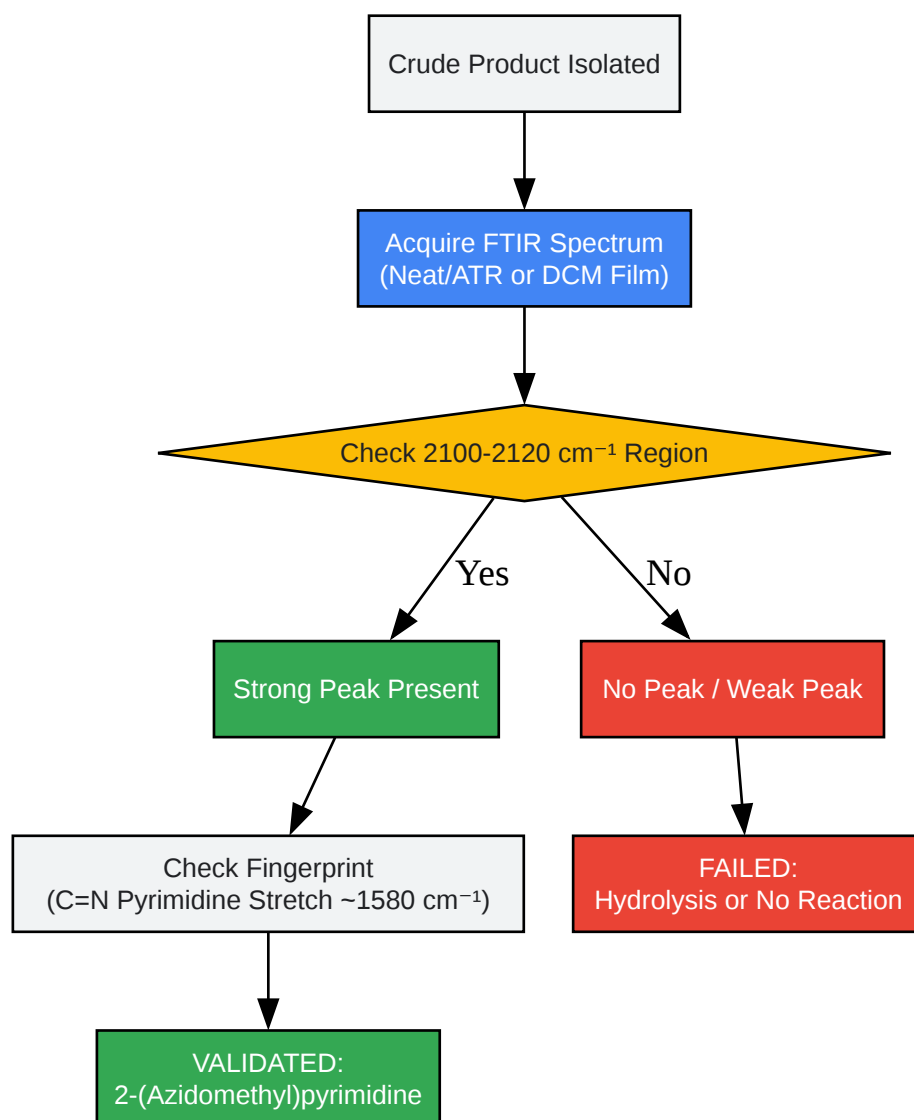 Crude Product Isolated
Acquire FTIR Spectrum
(Neat/ATR or DCM Film)
Check 2100-2120 cm⁻¹ Region
Yes
No
Strong Peak Present
No Peak / Weak Peak
Check Fingerprint
(C=N Pyrimidine Stretch ~1580 cm⁻¹)
FAILED:
Hydrolysis or No Reaction
VALIDATED:
2-(Azidomethyl)pyrimidine